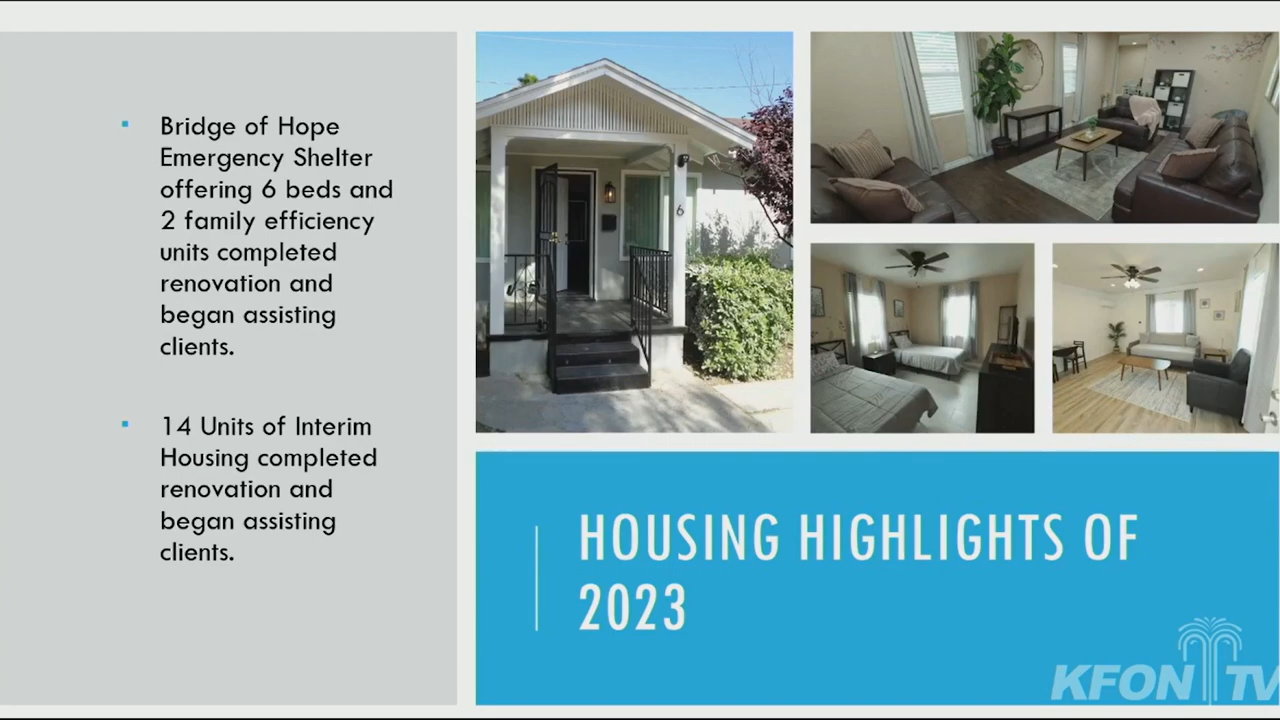 Bridge of Hope
Emergency Shelter
offering 6 beds and
2 family efficiency
units completed
renovation and
began assisting
clients.
14 Units of Interim
Housing completed
renovation and
began assisting
clients.
6
HOUSING HIGHLIGHTS OF
2023
KFON TV